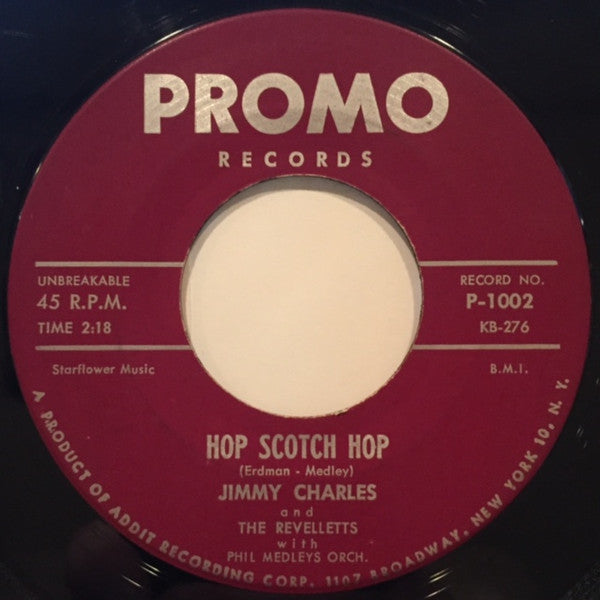 PROMO
RECORDS
UNBREAKABLE
45 R.P.M.
TIME 2:18
RECORD NO.
P-1002
KB-276
Starflower Music
B.M.I.
HOP SCOTCH HOP
(Erdman - Medley)
JIMMY CHARLES
and
THE REVELLETTS
with
PHIL MEDLEYS ORCH.
A PRODUCT OF ADDIT RECORDING CORP. 1107 BROADWAY, NEW YORK 10, N. Y.